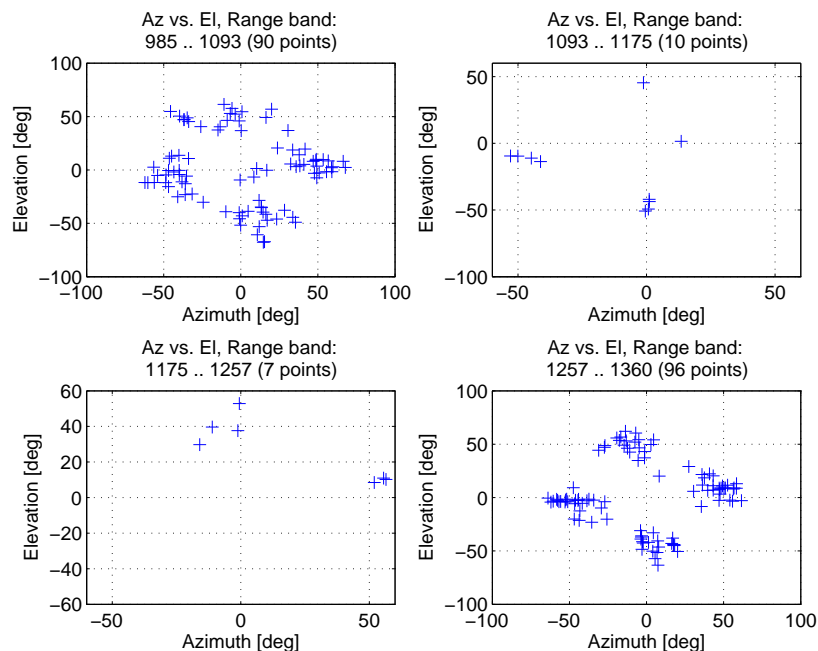 Az vs. El, Range band:
985 .. 1093 (90 points)
100
50
0
−50
−100
−100
−50
0
50
100
Elevation [deg]
Azimuth [deg]
Az vs. El, Range band:
1093 .. 1175 (10 points)
50
0
−50
−100
−50
0
50
Elevation [deg]
Azimuth [deg]
Az vs. El, Range band:
1175 .. 1257 (7 points)
60
40
20
0
−20
−40
−60
−50
0
50
Elevation [deg]
Azimuth [deg]
Az vs. El, Range band:
1257 .. 1360 (96 points)
100
50
0
−50
−100
−100
−50
0
50
100
Elevation [deg]
Azimuth [deg]